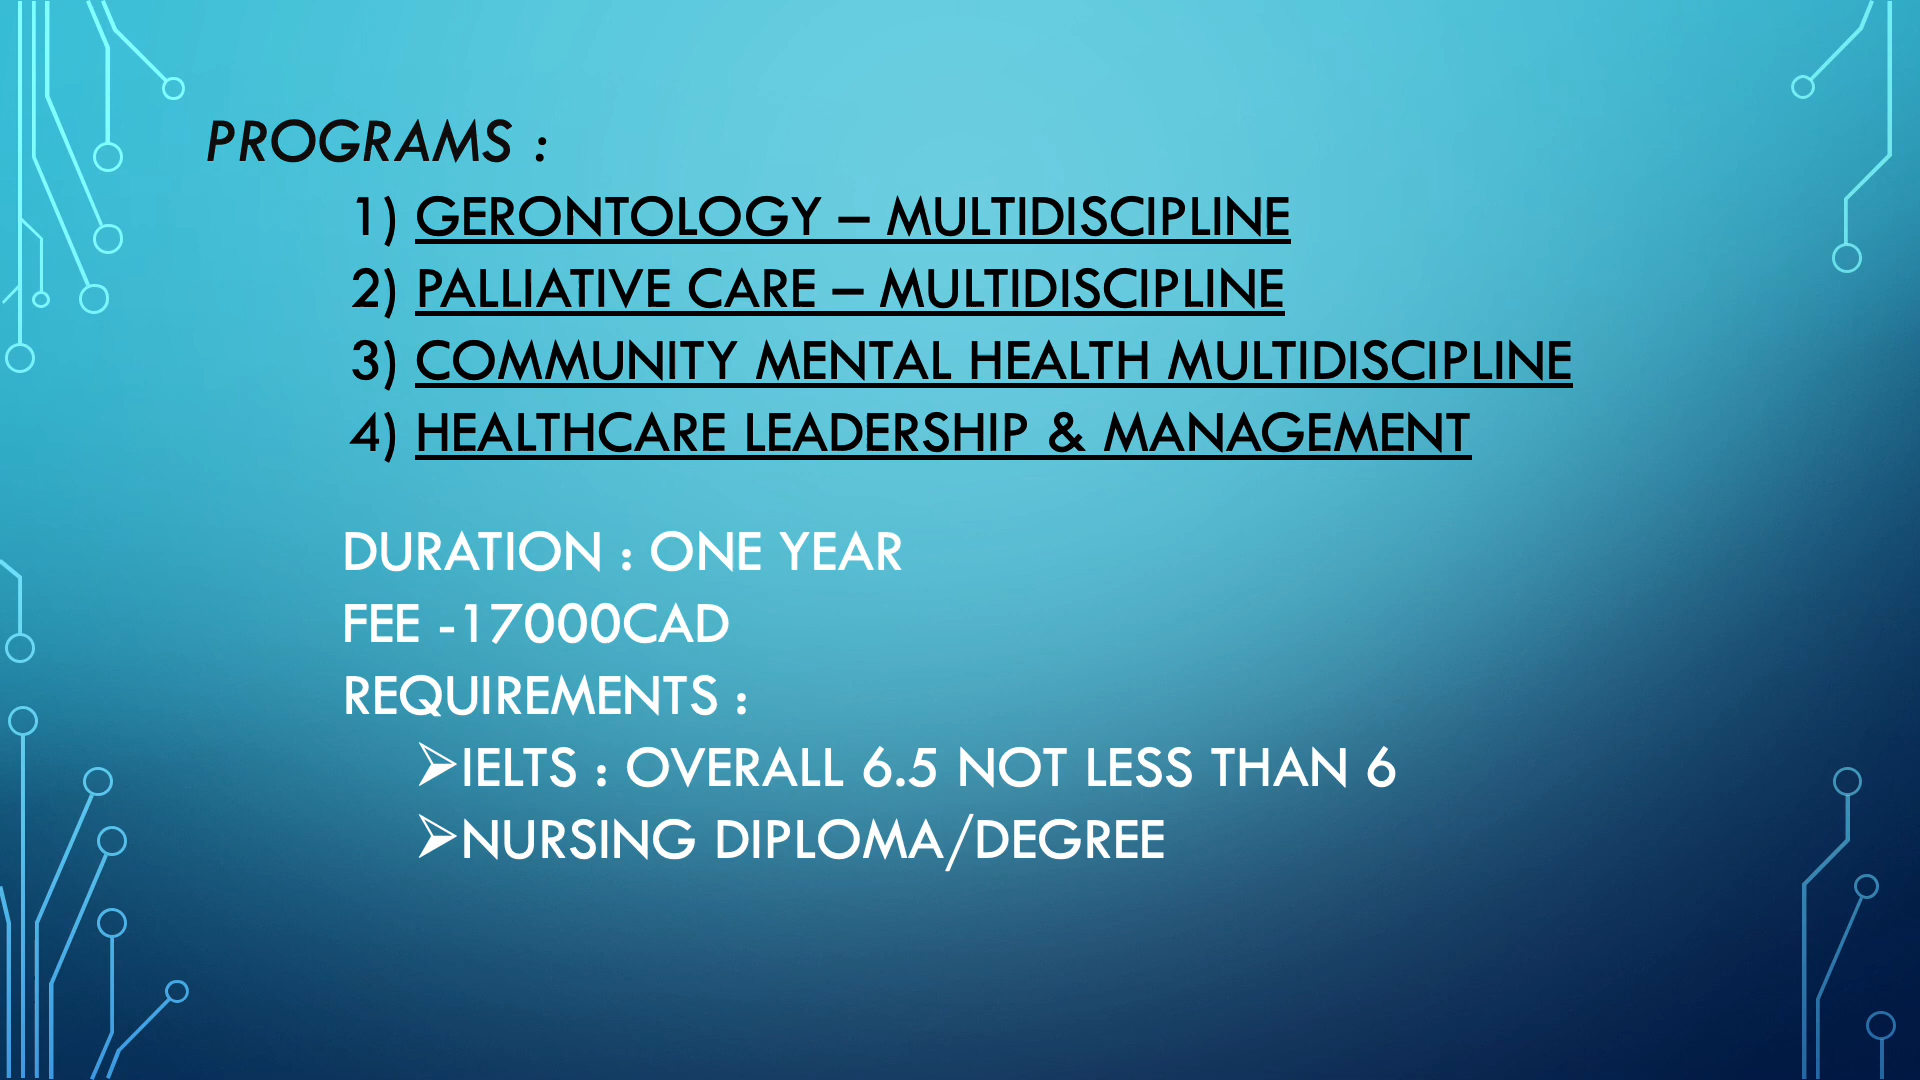 PROGRAMS :
1) GERONTOLOGY – MULTIDISCIPLINE
2) PALLIATIVE CARE – MULTIDISCIPLINE
3) COMMUNITY MENTAL HEALTH MULTIDISCIPLINE
4) HEALTHCARE LEADERSHIP & MANAGEMENT
DURATION : ONE YEAR
FEE -17000CAD
REQUIREMENTS :
➢IELTS : OVERALL 6.5 NOT LESS THAN 6
➢NURSING DIPLOMA/DEGREE